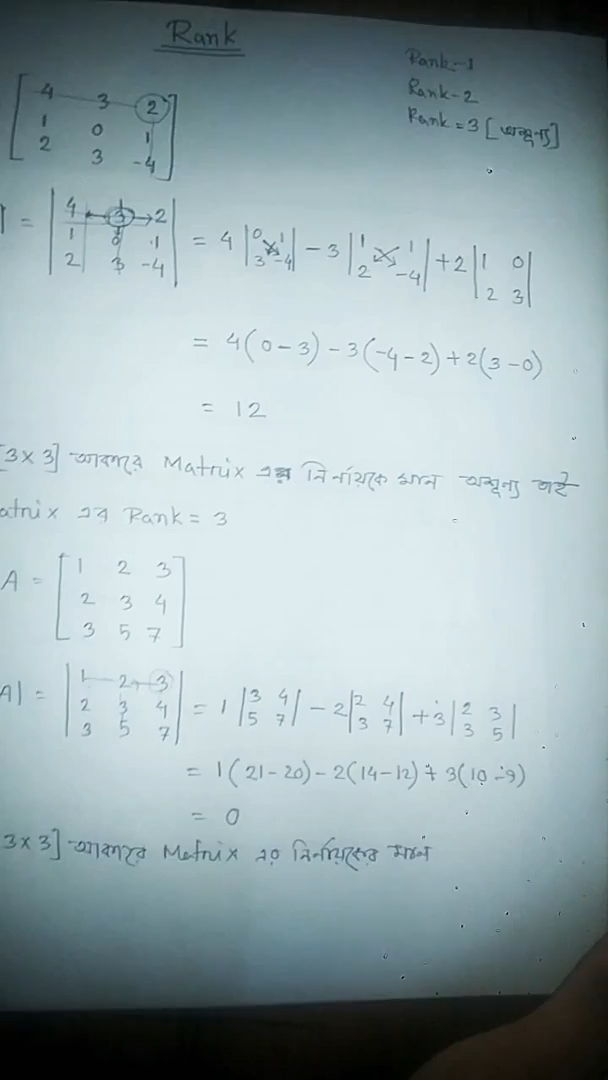 Rank
Rank-1
Rank-2
Rank = 3 [অশূন্য]
4 3 2
1 0 1
2 3 -4
| = |4 3 2| = 4 |0 1| - 3 |1 1| + 2 |1 0|
|1 0 1| |3 -4| |2 -4| |2 3|
|2 3 -4|
= 4(0-3) - 3(-4-2) + 2(3-0)
= 12
[3×3] আকারে Matrix এর নির্নায়কে মান অশূন্য তাই
atrix এর Rank = 3
A = [1 2 3]
[2 3 4]
[3 5 7]
A| = |1 2 3| = 1 |3 4| - 2 |2 4| + 3 |2 3|
|2 3 4| |5 7| |3 7| |3 5|
|3 5 7|
= 1(21-20) - 2(14-12) + 3(10-9)
= 0
3×3] আকারে Matrix এর নির্নায়কের মান